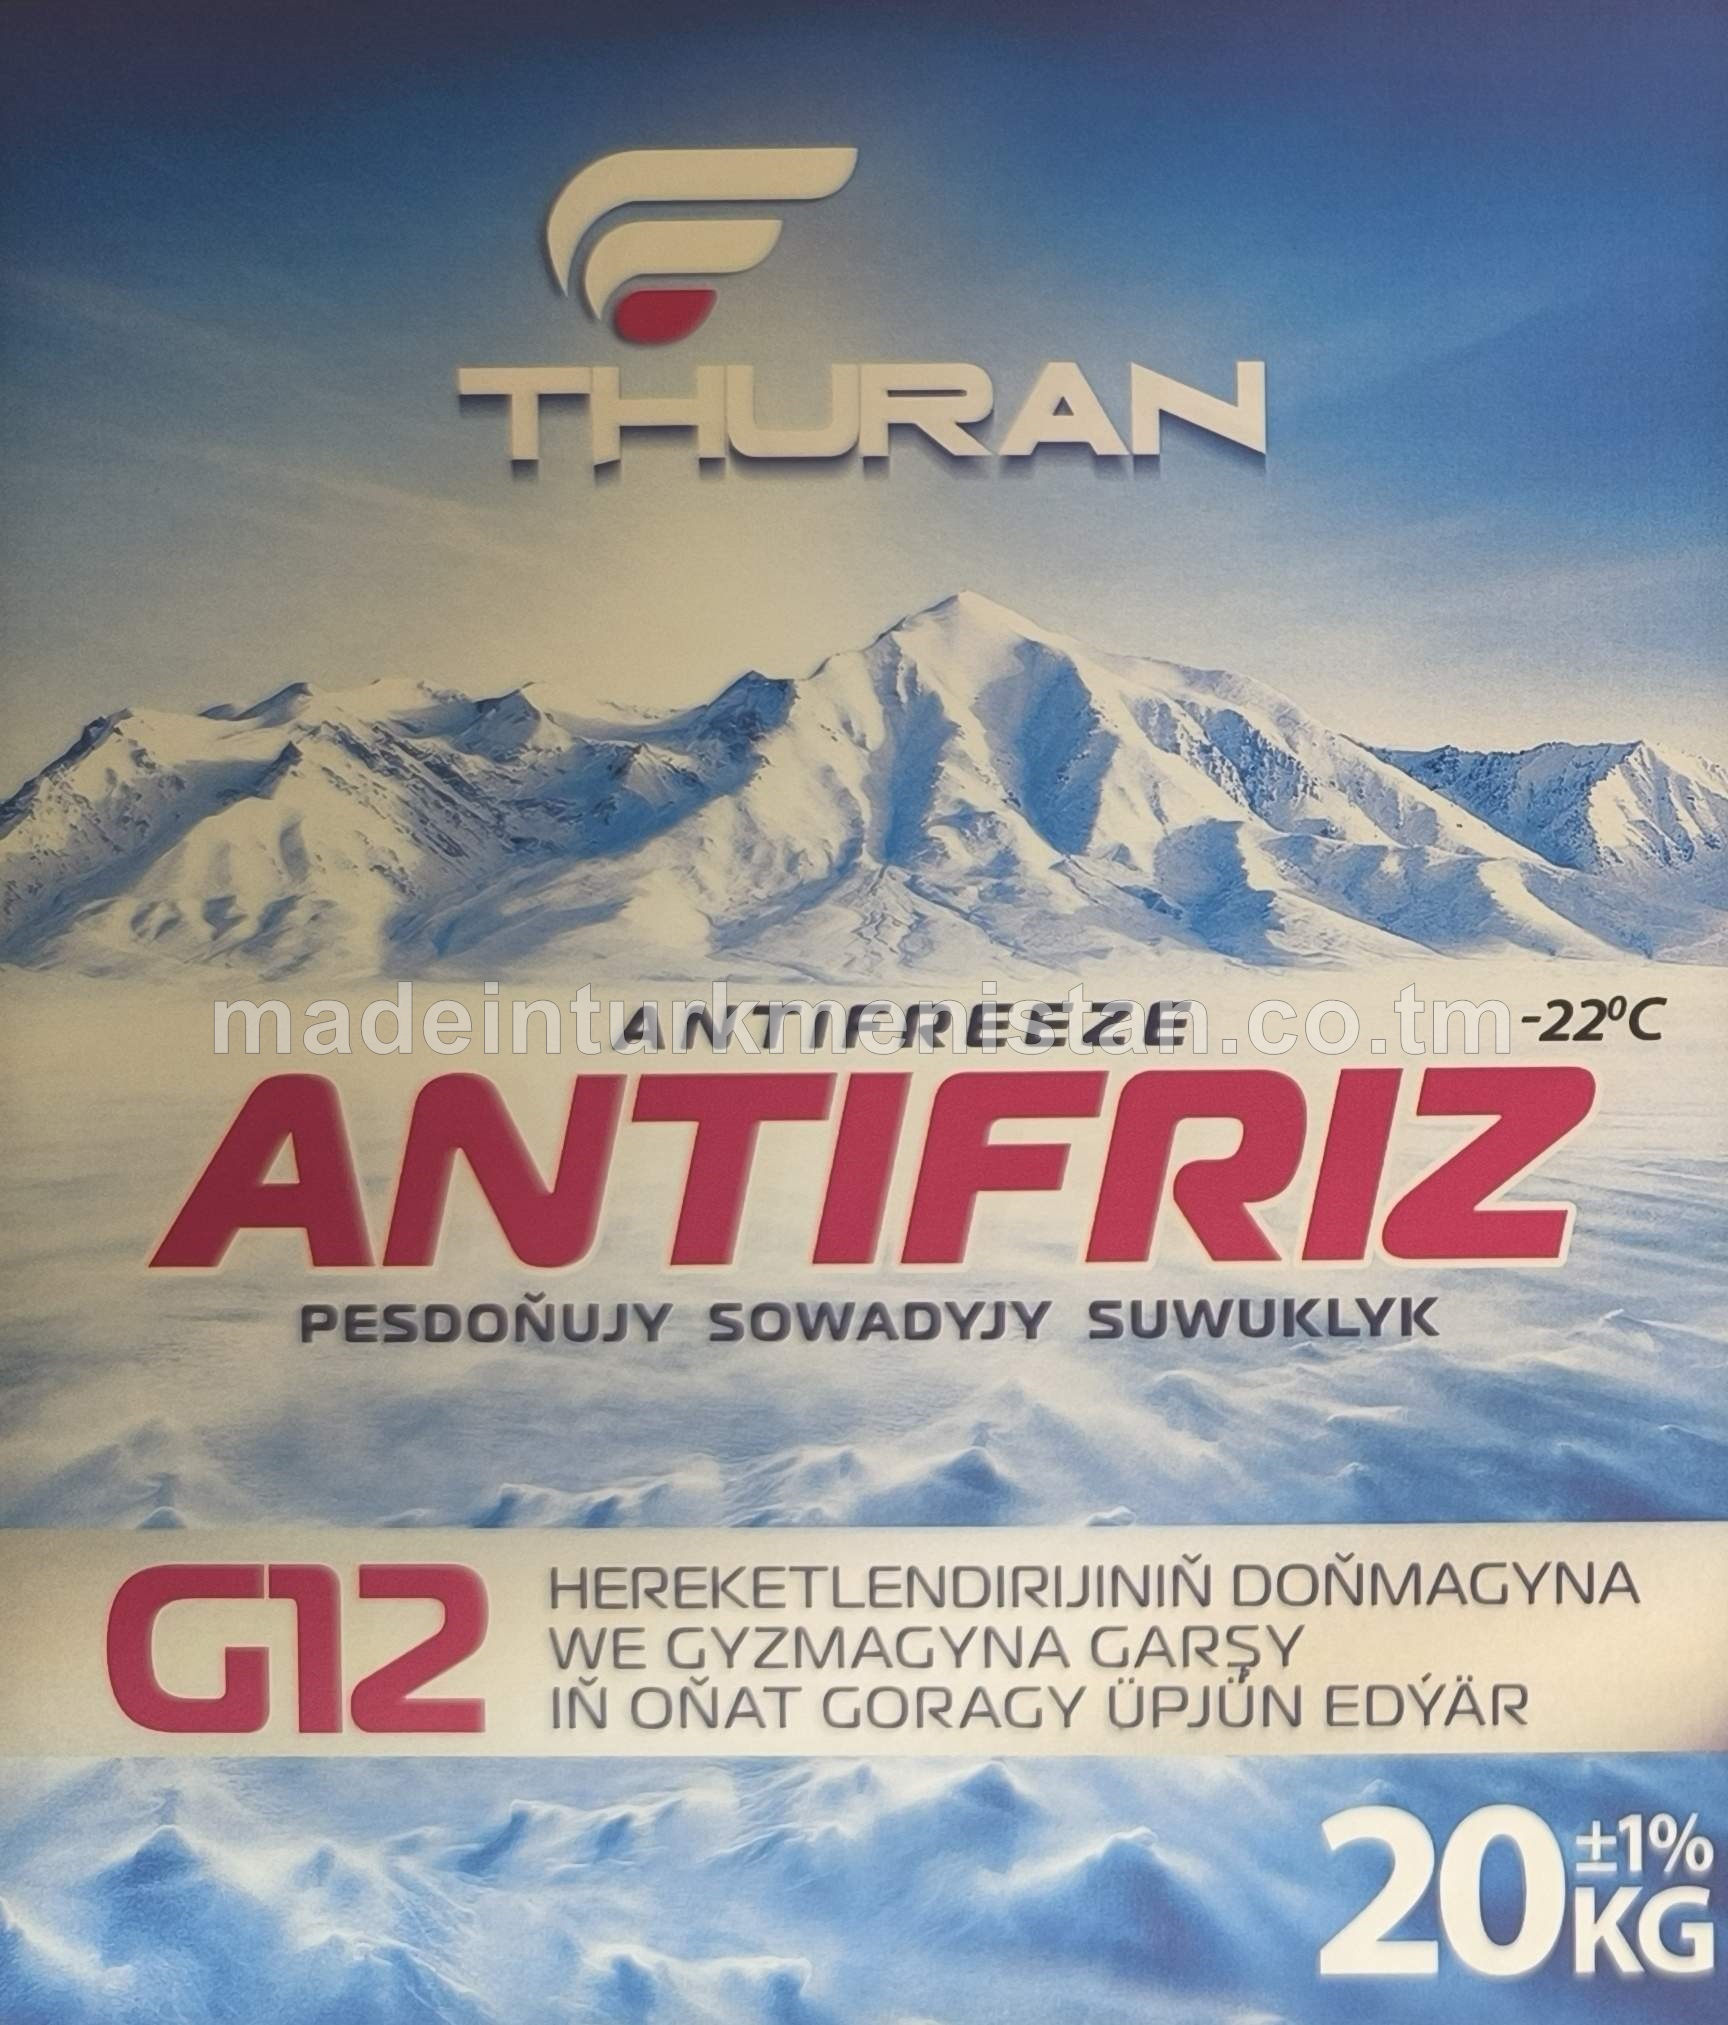 THURAN
madeinturkmenistan.co.tm
ANTIFREEZE -22⁰C
ANTIFRIZ
PESDOŇUJY SOWADYJY SUWUKLYK
G12
HEREKETLENDIRIJINIŇ DOŇMAGYNA
WE GYZMAGYNA GARŞY
IŇ OŇAT GORAGY ÜPJÜN EDÝÄR
20 ±1% KG